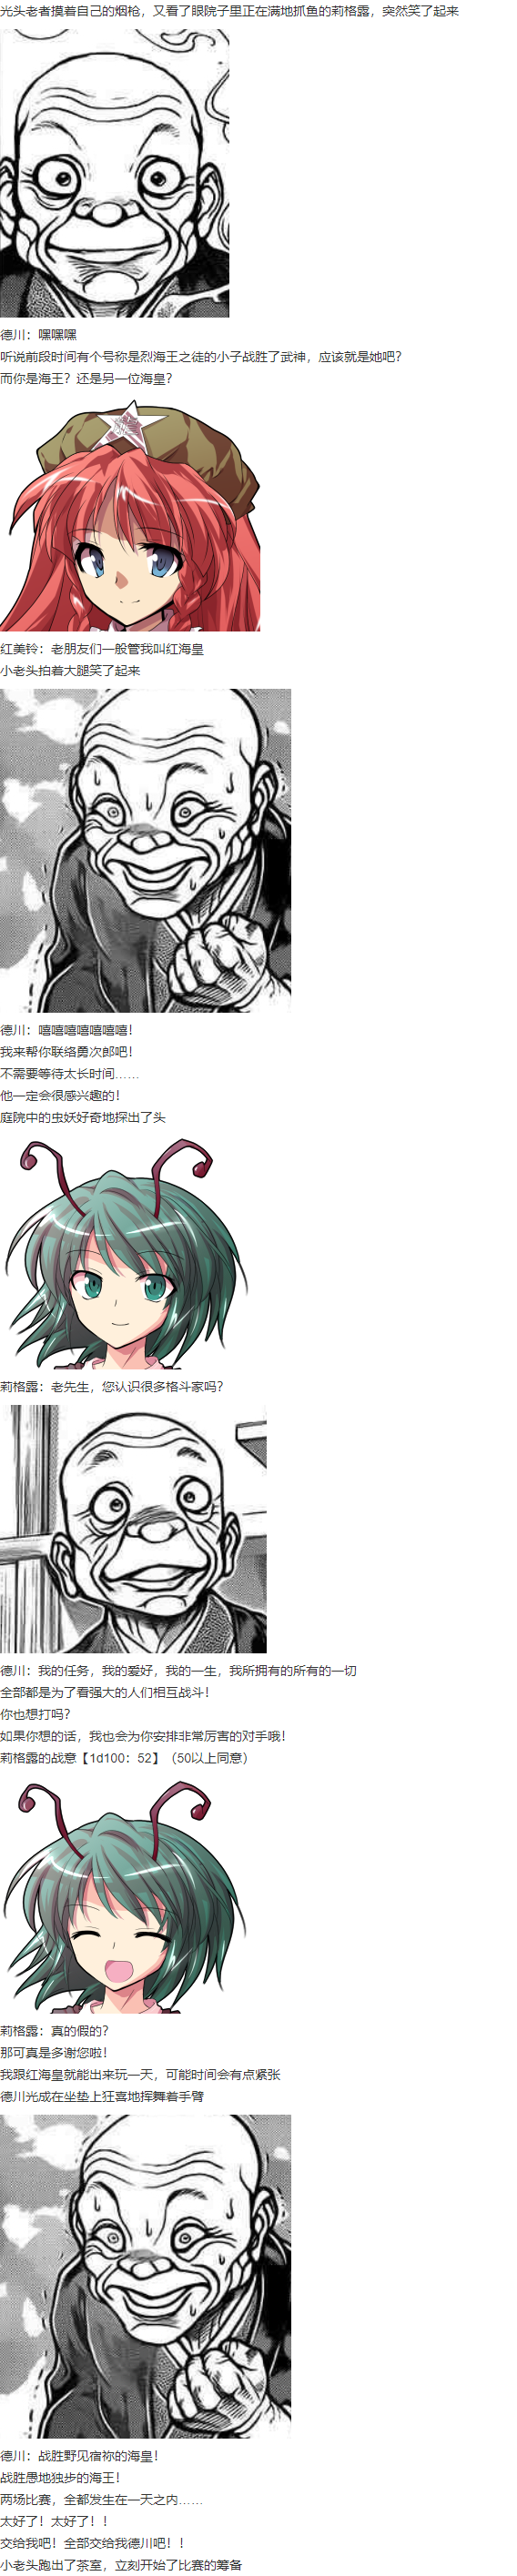 光头老者摸着自己的烟枪，又看了眼院子里正在满地抓鱼的莉格露，突然笑了起来
德川：嘿嘿嘿
听说前段时间有个号称是烈海王之徒的小子战胜了武神，应该就是她吧？
而你是海王？还是另一位海皇？
红美铃：老朋友们一般管我叫红海皇
小老头拍着大腿笑了起来
德川：嘻嘻嘻嘻嘻嘻嘻！
我来帮你联络勇次郎吧！
不需要等待太长时间……
他一定会很感兴趣的！
庭院中的虫妖好奇地探出了头
莉格露：老先生，您认识很多格斗家吗？
德川：我的任务，我的爱好，我的一生，我所拥有的所有的一切
全部都是为了看强大的人们相互战斗！
你也想打吗？
如果你想的话，我也会为你安排非常厉害的对手哦！
莉格露的战意【1d100：52】（50以上同意）
莉格露：真的假的？
那可真是多谢您啦！
我跟红海皇就能出来玩一天，可能时间会有点紧张
德川光成在坐垫上狂喜地挥舞着手臂
德川：战胜野见宿祢的海皇！
战胜愚地独步的海王！
两场比赛，全都发生在一天之内……
太好了！太好了！！
交给我吧！全部交给我德川吧！！
小老头跑出了茶室，立刻开始了比赛的筹备